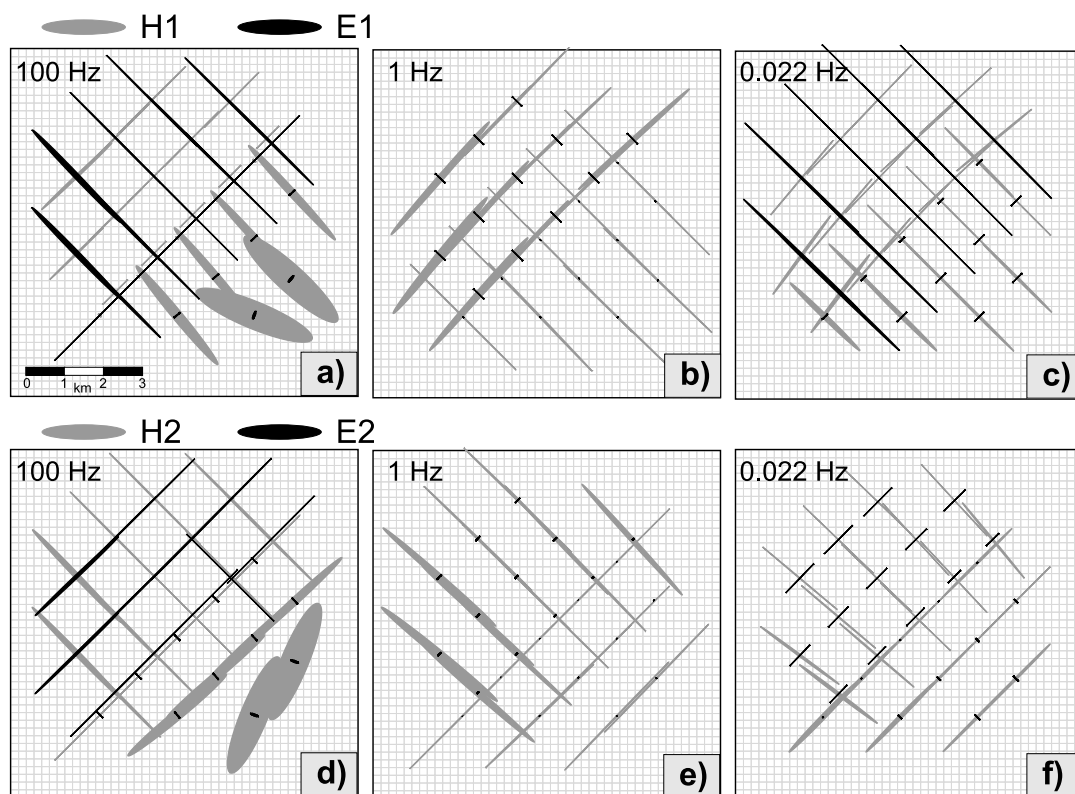 H1 E1
100 Hz 1 Hz 0.022 Hz
0 1 2 3
km
a) b) c)
H2 E2
100 Hz 1 Hz 0.022 Hz
d) e) f)